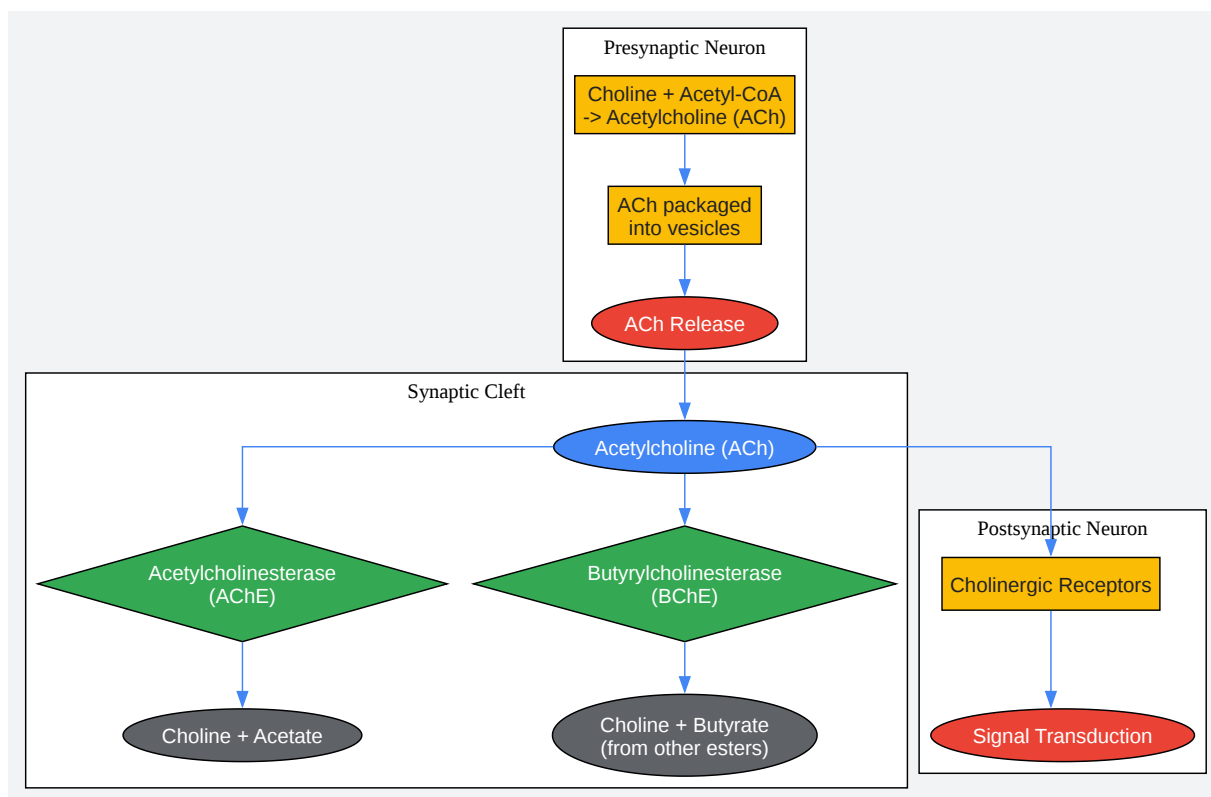 Presynaptic Neuron
Choline + Acetyl-CoA
-> Acetylcholine (ACh)
ACh packaged
into vesicles
ACh Release
Synaptic Cleft
Acetylcholine (ACh)
Acetylcholinesterase
(AChE)
Butyrylcholinesterase
(BChE)
Choline + Acetate
Choline + Butyrate
(from other esters)
Postsynaptic Neuron
Cholinergic Receptors
Signal Transduction